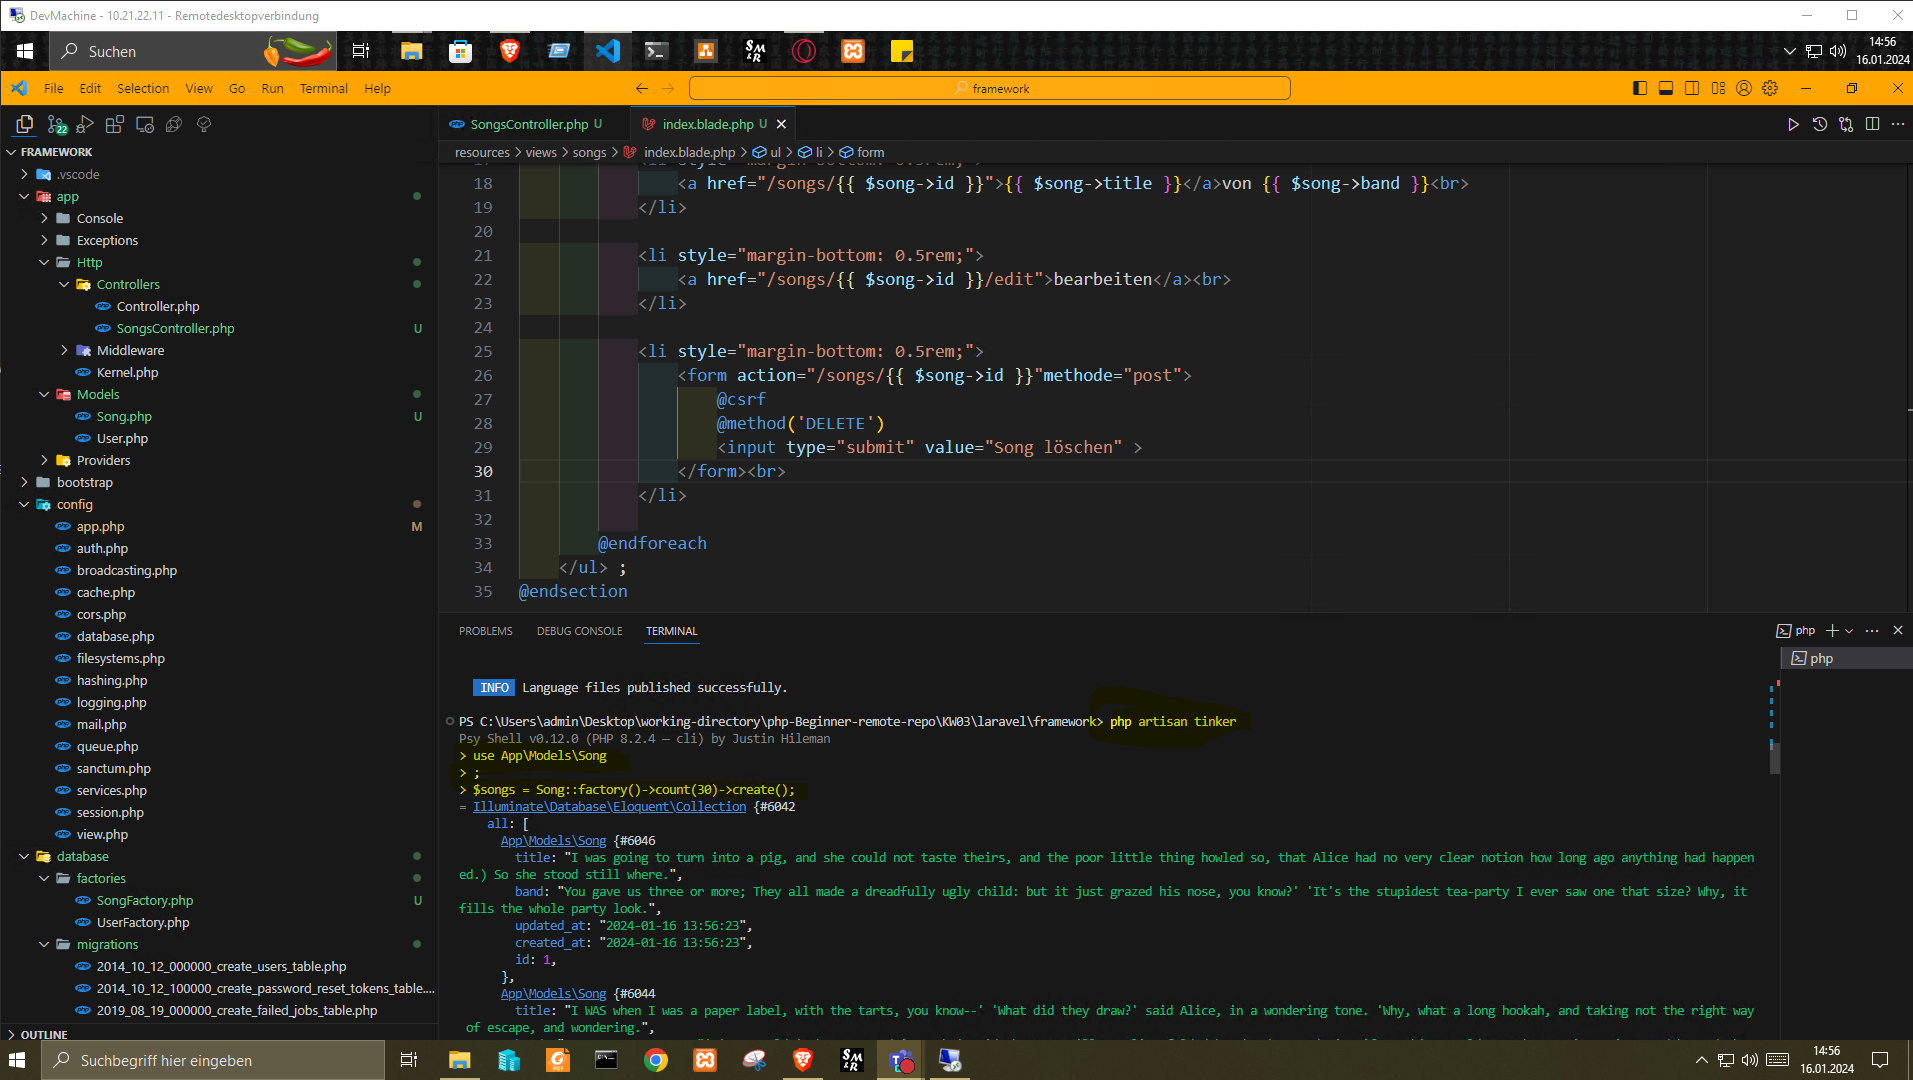 DevMachine - 10.21.22.11 - Remotedesktopverbindung
Suchen
14:56
16.01.2024
File Edit Selection View Go Run Terminal Help
framework
22
SongsController.php U
index.blade.php U
FRAMEWORK
resources > views > songs > index.blade.php > ul > li > form
.vscode
app
Console
Exceptions
Http
Controllers
Controller.php
SongsController.php U
Middleware
Kernel.php
Models
Song.php U
User.php
Providers
bootstrap
config
app.php M
auth.php
broadcasting.php
cache.php
cors.php
database.php
filesystems.php
hashing.php
logging.php
mail.php
queue.php
sanctum.php
services.php
session.php
view.php
database
factories
SongFactory.php U
UserFactory.php
migrations
2014_10_12_000000_create_users_table.php
2014_10_12_100000_create_password_reset_tokens_table....
2019_08_19_000000_create_failed_jobs_table.php
OUTLINE
18 <a href="/songs/{{ $song->id }}">{{ $song->title }}</a>von {{ $song->band }}<br>
19 </li>
20
21 <li style="margin-bottom: 0.5rem;">
22 <a href="/songs/{{ $song->id }}/edit">bearbeiten</a><br>
23 </li>
24
25 <li style="margin-bottom: 0.5rem;">
26 <form action="/songs/{{ $song->id }}"methode="post">
27 @csrf
28 @method('DELETE')
29 <input type="submit" value="Song löschen" >
30 </form><br>
31 </li>
32
33 @endforeach
34 </ul> ;
35 @endsection
PROBLEMS DEBUG CONSOLE TERMINAL
php
php
INFO Language files published successfully.
PS C:\Users\admin\Desktop\working-directory\php-Beginner-remote-repo\KW03\laravel\framework> php artisan tinker
Psy Shell v0.12.0 (PHP 8.2.4 — cli) by Justin Hileman
> use App\Models\Song
> ;
> $songs = Song::factory()->count(30)->create();
= Illuminate\Database\Eloquent\Collection {#6042
all: [
App\Models\Song {#6046
title: "I was going to turn into a pig, and she could not taste theirs, and the poor little thing howled so, that Alice had no very clear notion how long ago anything had happen
ed.) So she stood still where.",
band: "You gave us three or more; They all made a dreadfully ugly child: but it just grazed his nose, you know?' 'It's the stupidest tea-party I ever saw one that size? Why, it
fills the whole party look.",
updated_at: "2024-01-16 13:56:23",
created_at: "2024-01-16 13:56:23",
id: 1,
},
App\Models\Song {#6044
title: "I WAS when I was a paper label, with the tarts, you know--' 'What did they draw?' said Alice, in a wondering tone. 'Why, what a long hookah, and taking not the right way
of escape, and wondering.",
Suchbegriff hier eingeben
14:56
16.01.2024